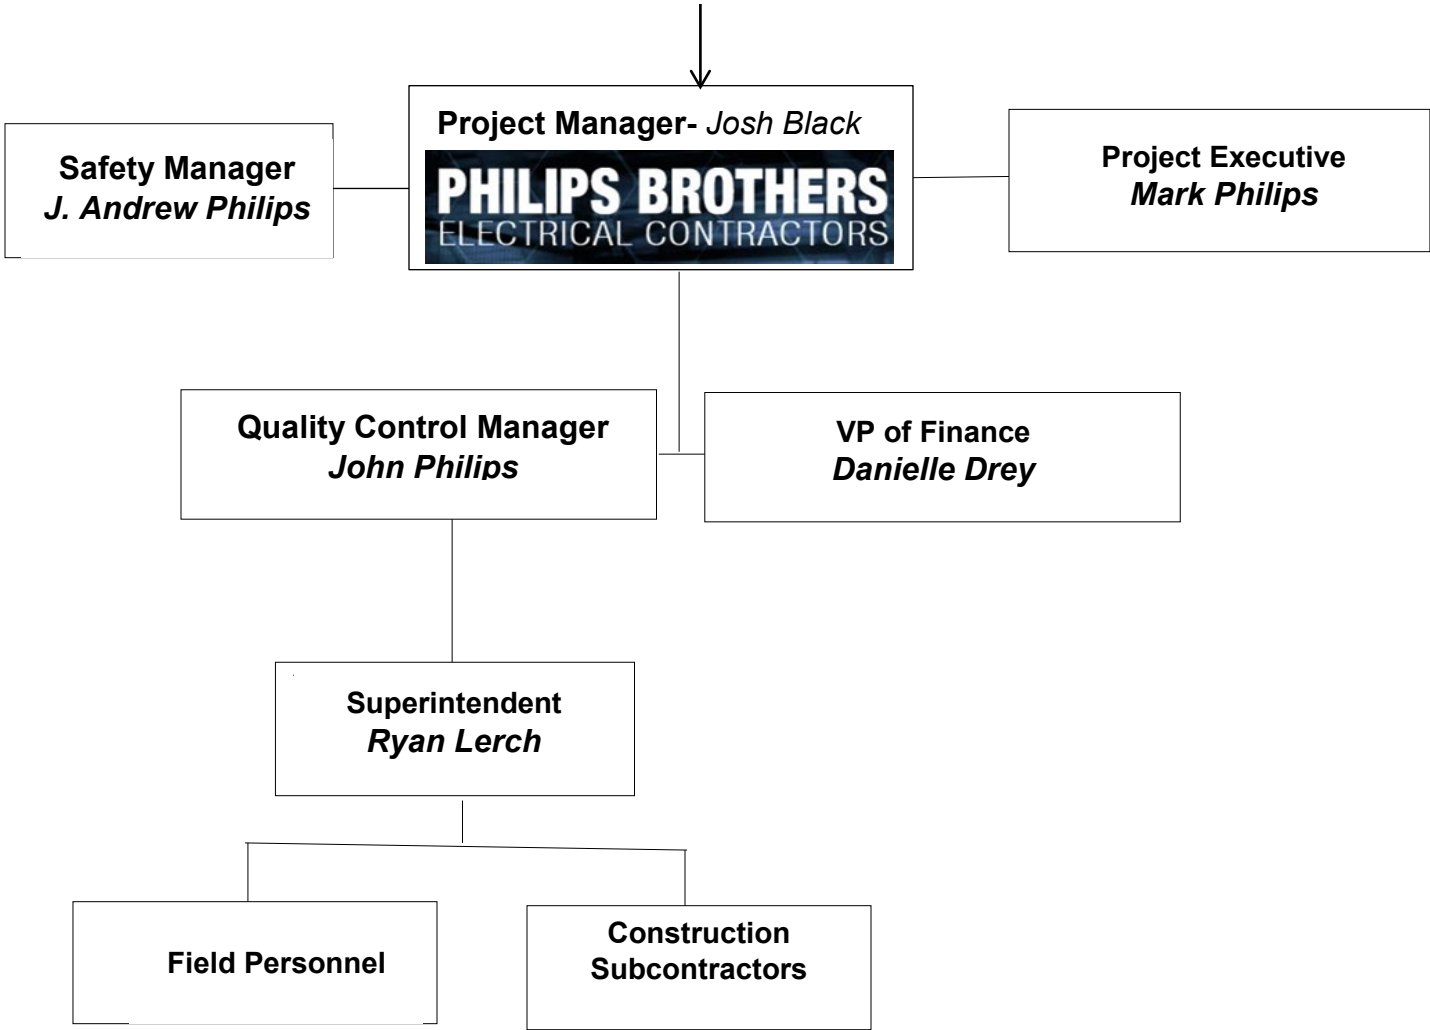 Project Manager- Josh Black
PHILIPS BROTHERS
ELECTRICAL CONTRACTORS
Safety Manager
J. Andrew Philips
Project Executive
Mark Philips
Quality Control Manager
John Philips
VP of Finance
Danielle Drey
Superintendent
Ryan Lerch
Field Personnel
Construction
Subcontractors